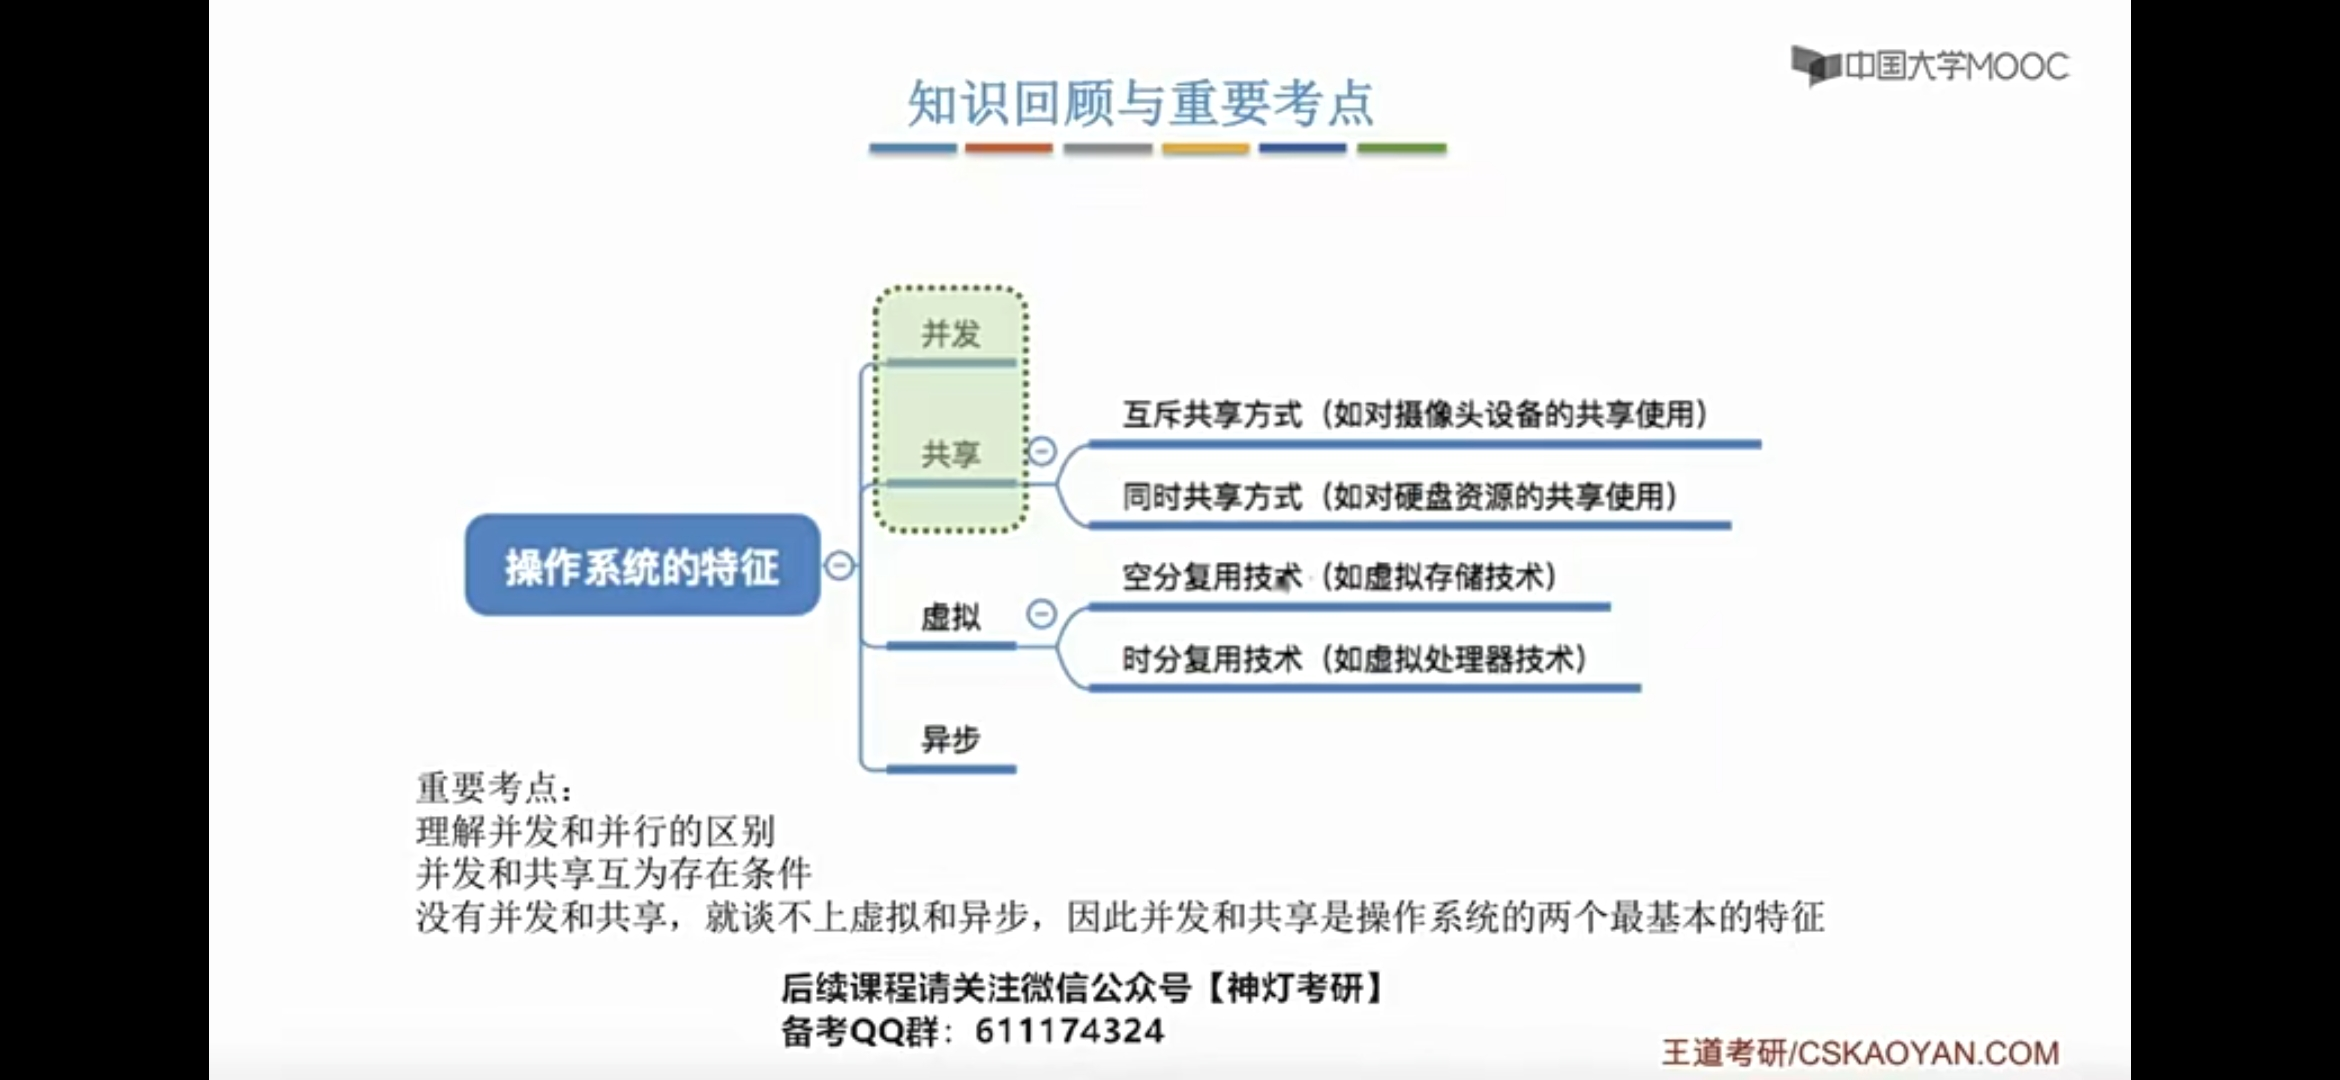 中国大学MOOC
知识回顾与重要考点
并发
共享
互斥共享方式（如对摄像头设备的共享使用）
同时共享方式（如对硬盘资源的共享使用）
操作系统的特征
虚拟
空分复用技术（如虚拟存储技术）
时分复用技术（如虚拟处理器技术）
异步
重要考点：
理解并发和并行的区别
并发和共享互为存在条件
没有并发和共享，就谈不上虚拟和异步，因此并发和共享是操作系统的两个最基本的特征
后续课程请关注微信公众号【神灯考研】
备考QQ群：611174324
王道考研/CSKAOYAN.COM